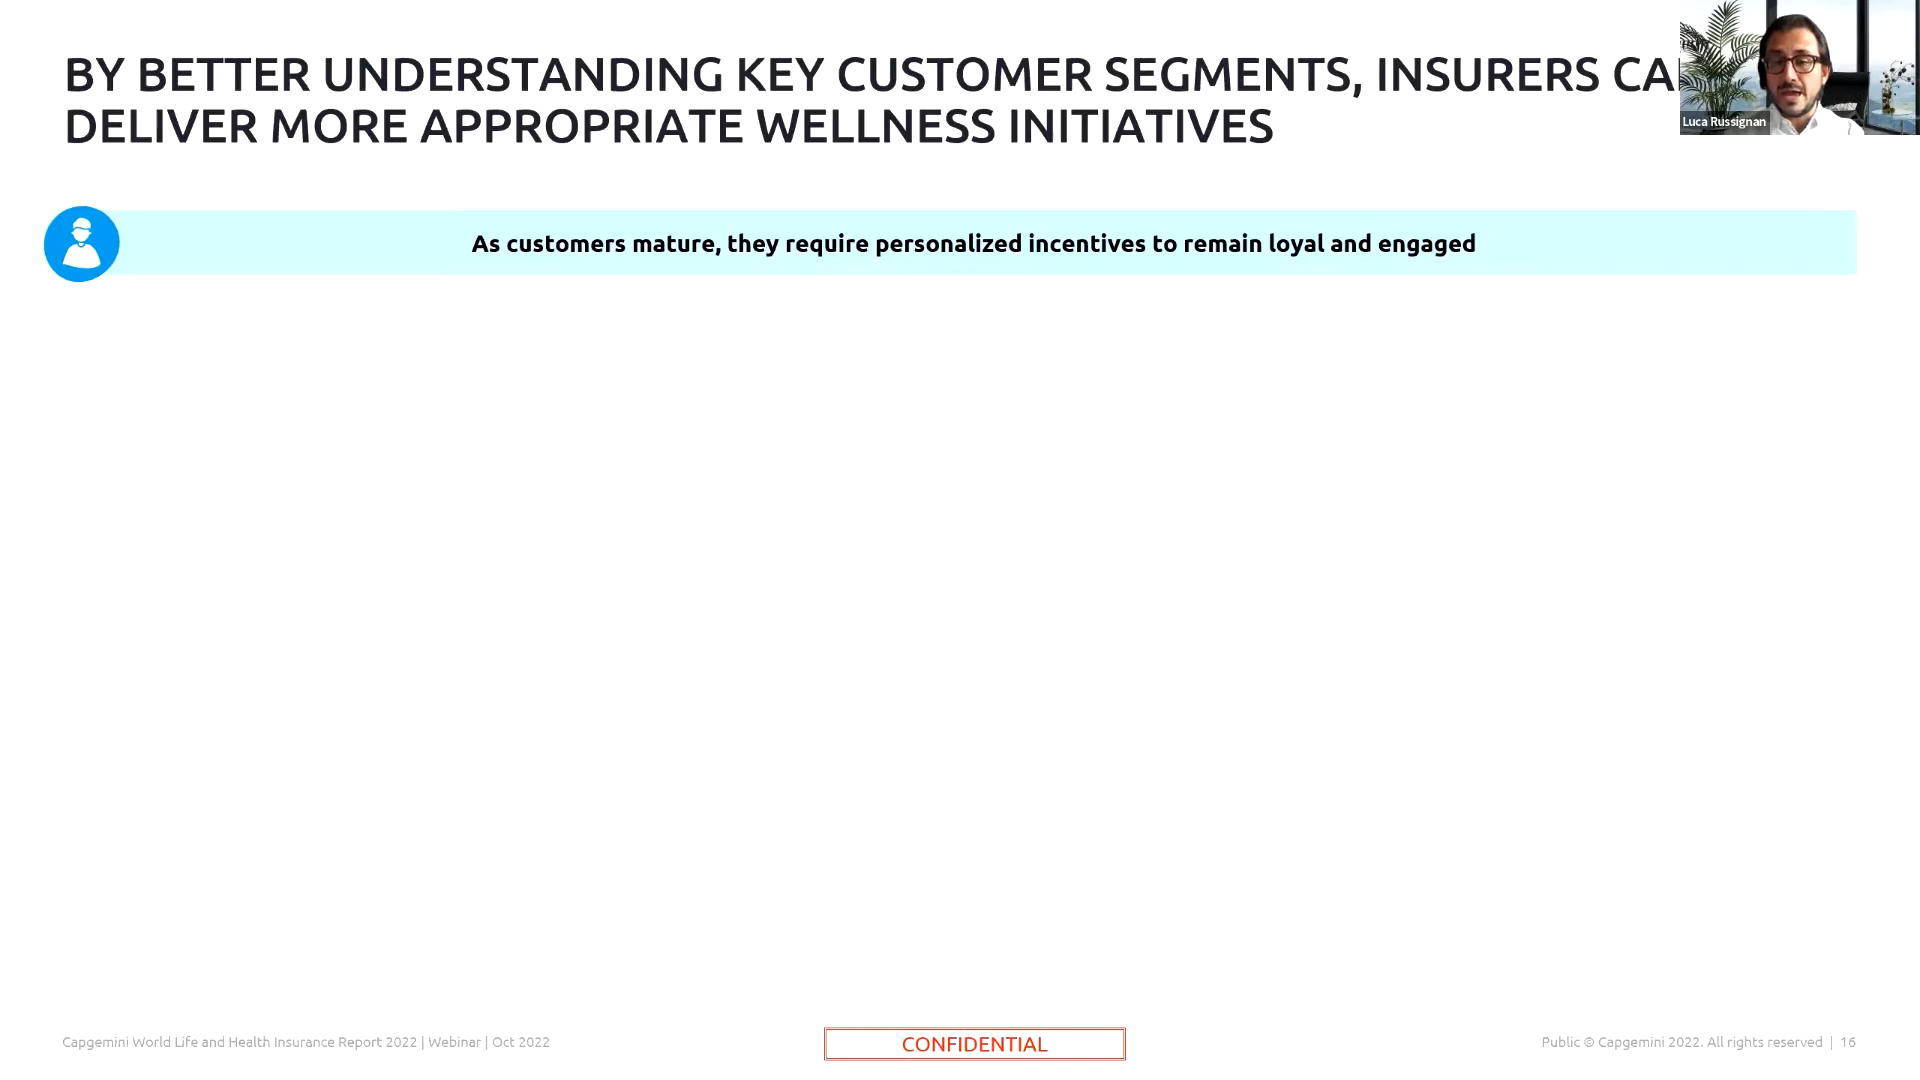 BY BETTER UNDERSTANDING KEY CUSTOMER SEGMENTS, INSURERS CA
DELIVER MORE APPROPRIATE WELLNESS INITIATIVES
Luca Russignan
As customers mature, they require personalized incentives to remain loyal and engaged
Capgemini World Life and Health Insurance Report 2022 | Webinar | Oct 2022
CONFIDENTIAL
Public © Capgemini 2022. All rights reserved | 16